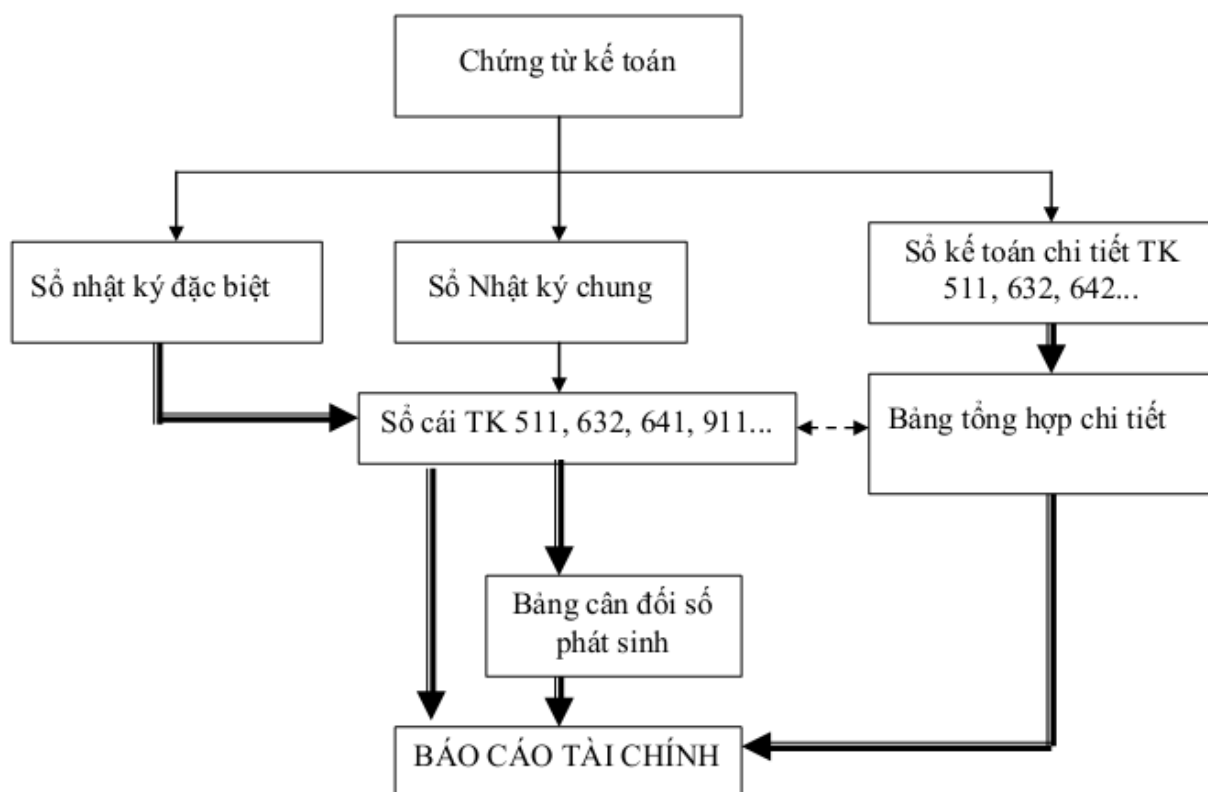 Chứng từ kế toán
Sổ nhật ký đặc biệt
Sổ Nhật ký chung
Sổ kế toán chi tiết TK
511, 632, 642...
Sổ cái TK 511, 632, 641, 911...
Bảng tổng hợp chi tiết
Bảng cân đối số
phát sinh
BÁO CÁO TÀI CHÍNH